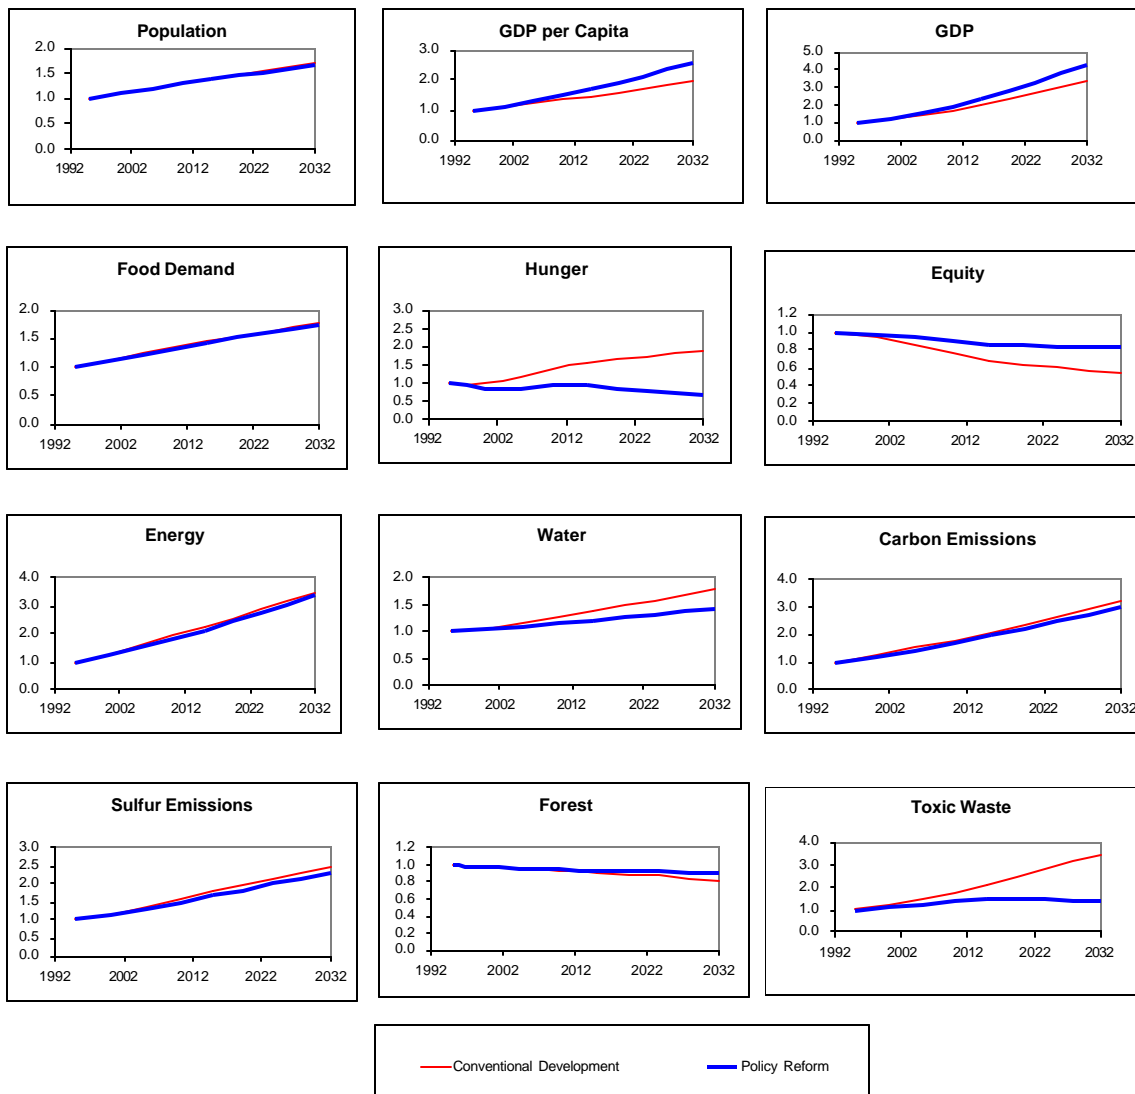 Population
2.0
1.5
1.0
0.5
0.0
1992 2002 2012 2022 2032
GDP per Capita
3.0
2.0
1.0
0.0
1992 2002 2012 2022 2032
GDP
5.0
4.0
3.0
2.0
1.0
0.0
1992 2002 2012 2022 2032
Food Demand
2.0
1.5
1.0
0.5
0.0
1992 2002 2012 2022 2032
Hunger
3.0
2.5
2.0
1.5
1.0
0.5
0.0
1992 2002 2012 2022 2032
Equity
1.2
1.0
0.8
0.6
0.4
0.2
0.0
1992 2002 2012 2022 2032
Energy
4.0
3.0
2.0
1.0
0.0
1992 2002 2012 2022 2032
Water
2.0
1.5
1.0
0.5
0.0
1992 2002 2012 2022 2032
Carbon Emissions
4.0
3.0
2.0
1.0
0.0
1992 2002 2012 2022 2032
Sulfur Emissions
3.0
2.5
2.0
1.5
1.0
0.5
0.0
1992 2002 2012 2022 2032
Forest
1.2
1.0
0.8
0.6
0.4
0.2
0.0
1992 2002 2012 2022 2032
Toxic Waste
4.0
3.0
2.0
1.0
0.0
1992 2002 2012 2022 2032
Conventional Development Policy Reform